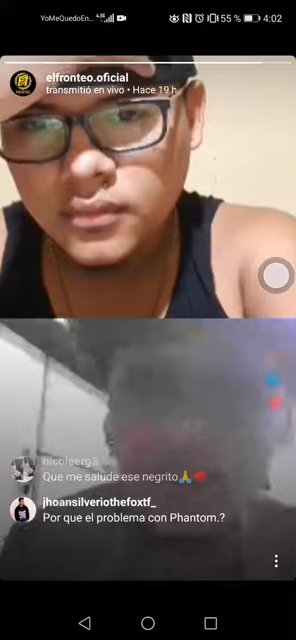 YoMeQuedoEn... 55 % 4:02
elfronteo.oficial
transmitió en vivo • Hace 19 h
nicoleerg3
Que me salude ese negrito🙏❤️
jhoansilveriothefoxtf_
Por que el problema con Phantom.?